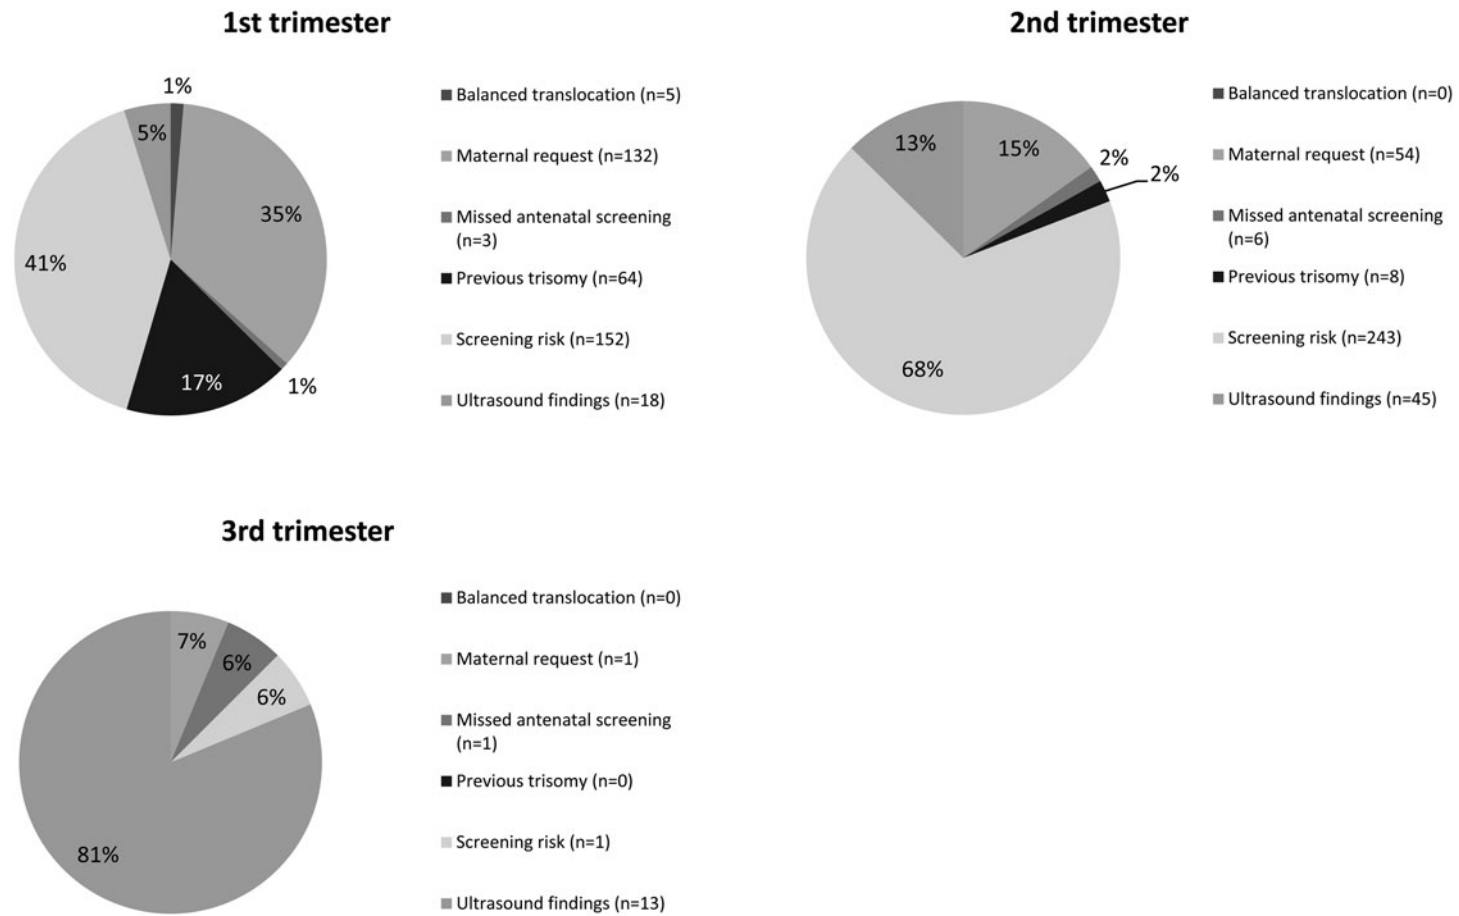 1st trimester
1%
5%
35%
41%
17%
1%
Balanced translocation (n=5)
Maternal request (n=132)
Missed antenatal screening
(n=3)
Previous trisomy (n=64)
Screening risk (n=152)
Ultrasound findings (n=18)
2nd trimester
13%
15%
2%
2%
68%
Balanced translocation (n=0)
Maternal request (n=54)
Missed antenatal screening
(n=6)
Previous trisomy (n=8)
Screening risk (n=243)
Ultrasound findings (n=45)
3rd trimester
7%
6%
6%
81%
Balanced translocation (n=0)
Maternal request (n=1)
Missed antenatal screening
(n=1)
Previous trisomy (n=0)
Screening risk (n=1)
Ultrasound findings (n=13)